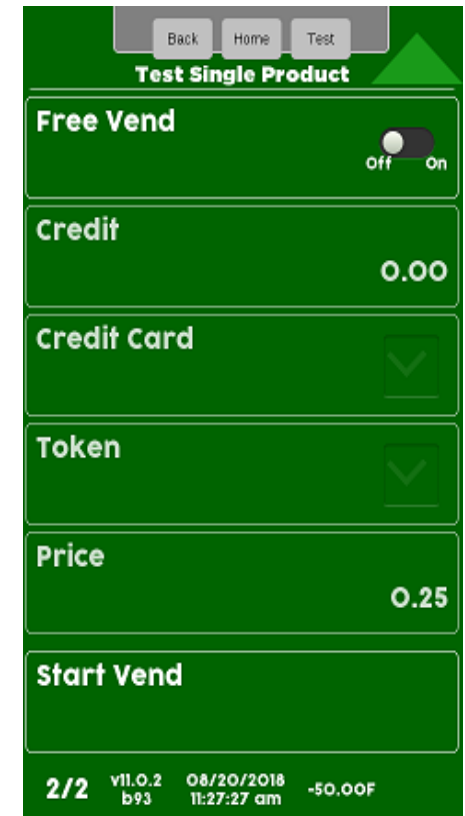 Back Home Test
Test Single Product
Free Vend
Off On
Credit
0.00
Credit Card
Token
Price
0.25
Start Vend
2/2 v11.0.2 08/20/2018 -50.00F
b93 11:27:27 am